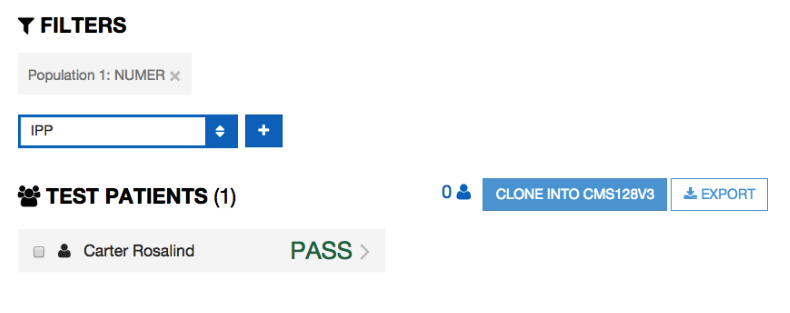 FILTERS
Population 1: NUMER ×
IPP
+
TEST PATIENTS (1)
0 CLONE INTO CMS128V3 EXPORT
Carter Rosalind PASS